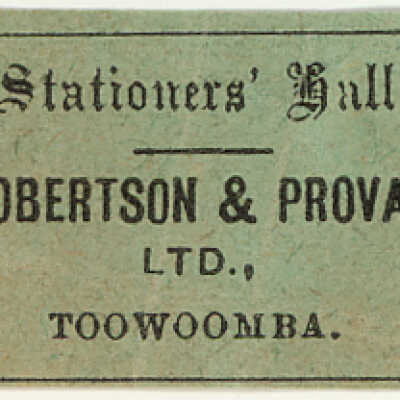 Stationers' Hall
OBERTSON & PROVA
LTD.,
TOOWOOMBA.